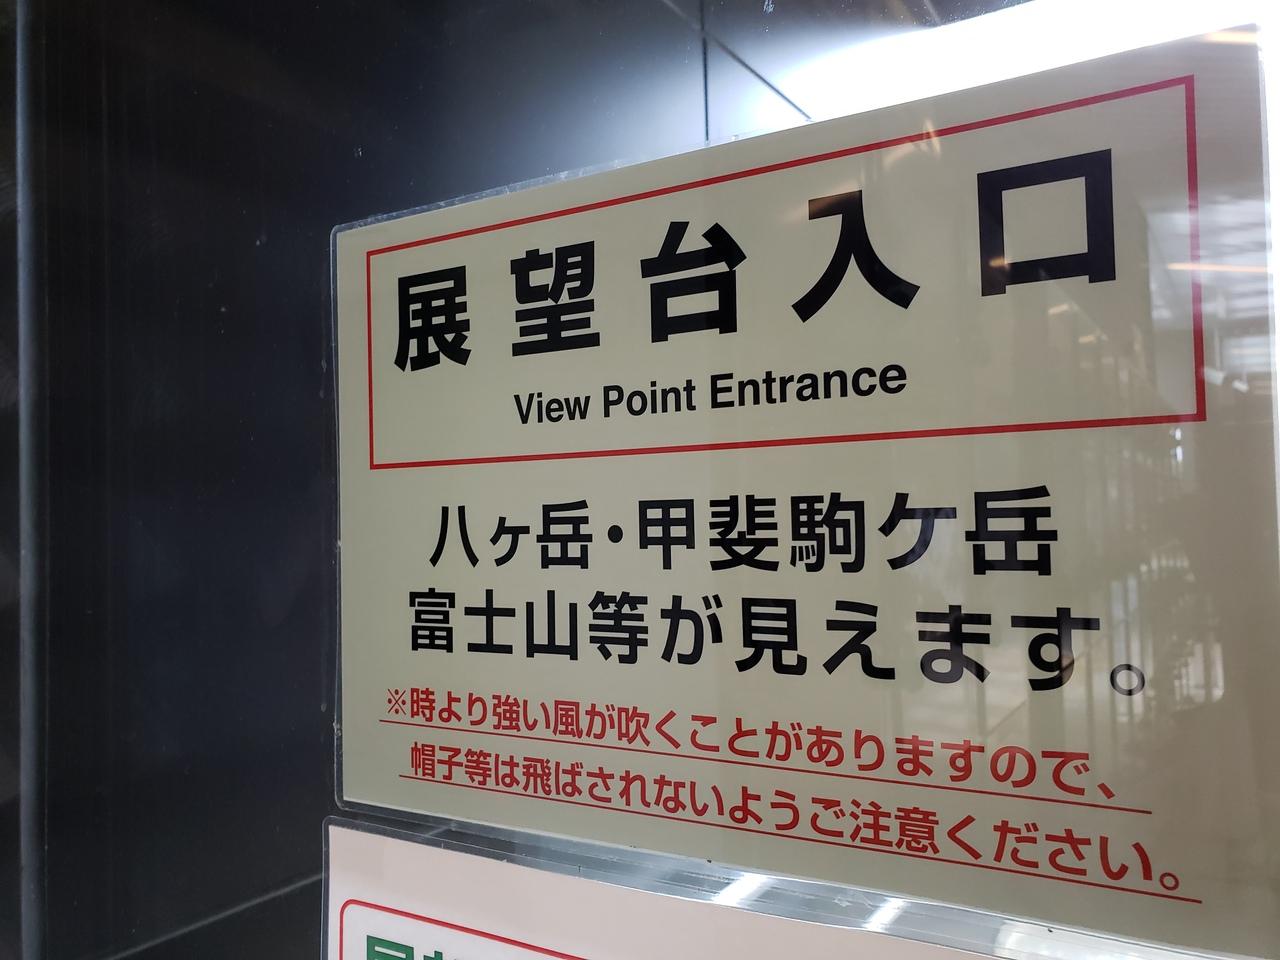 展望台入口
View Point Entrance
八ヶ岳・甲斐駒ケ岳
富士山等が見えます。
※時より強い風が吹くことがありますので、
帽子等は飛ばされないようご注意ください。